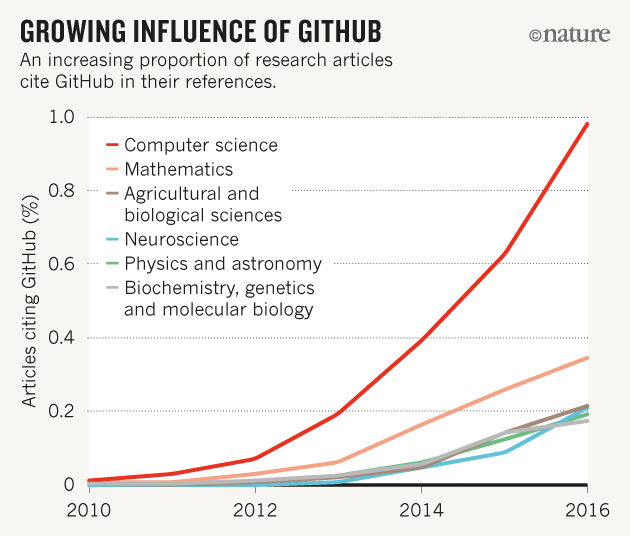 GROWING INFLUENCE OF GITHUB
©nature
An increasing proportion of research articles
cite GitHub in their references.
1.0
Computer science
Mathematics
0.8
Agricultural and
biological sciences
Neuroscience
0.6
Physics and astronomy
Biochemistry, genetics
and molecular biology
Articles citing GitHub (%)
0.4
0.2
0
2010
2012
2014
2016